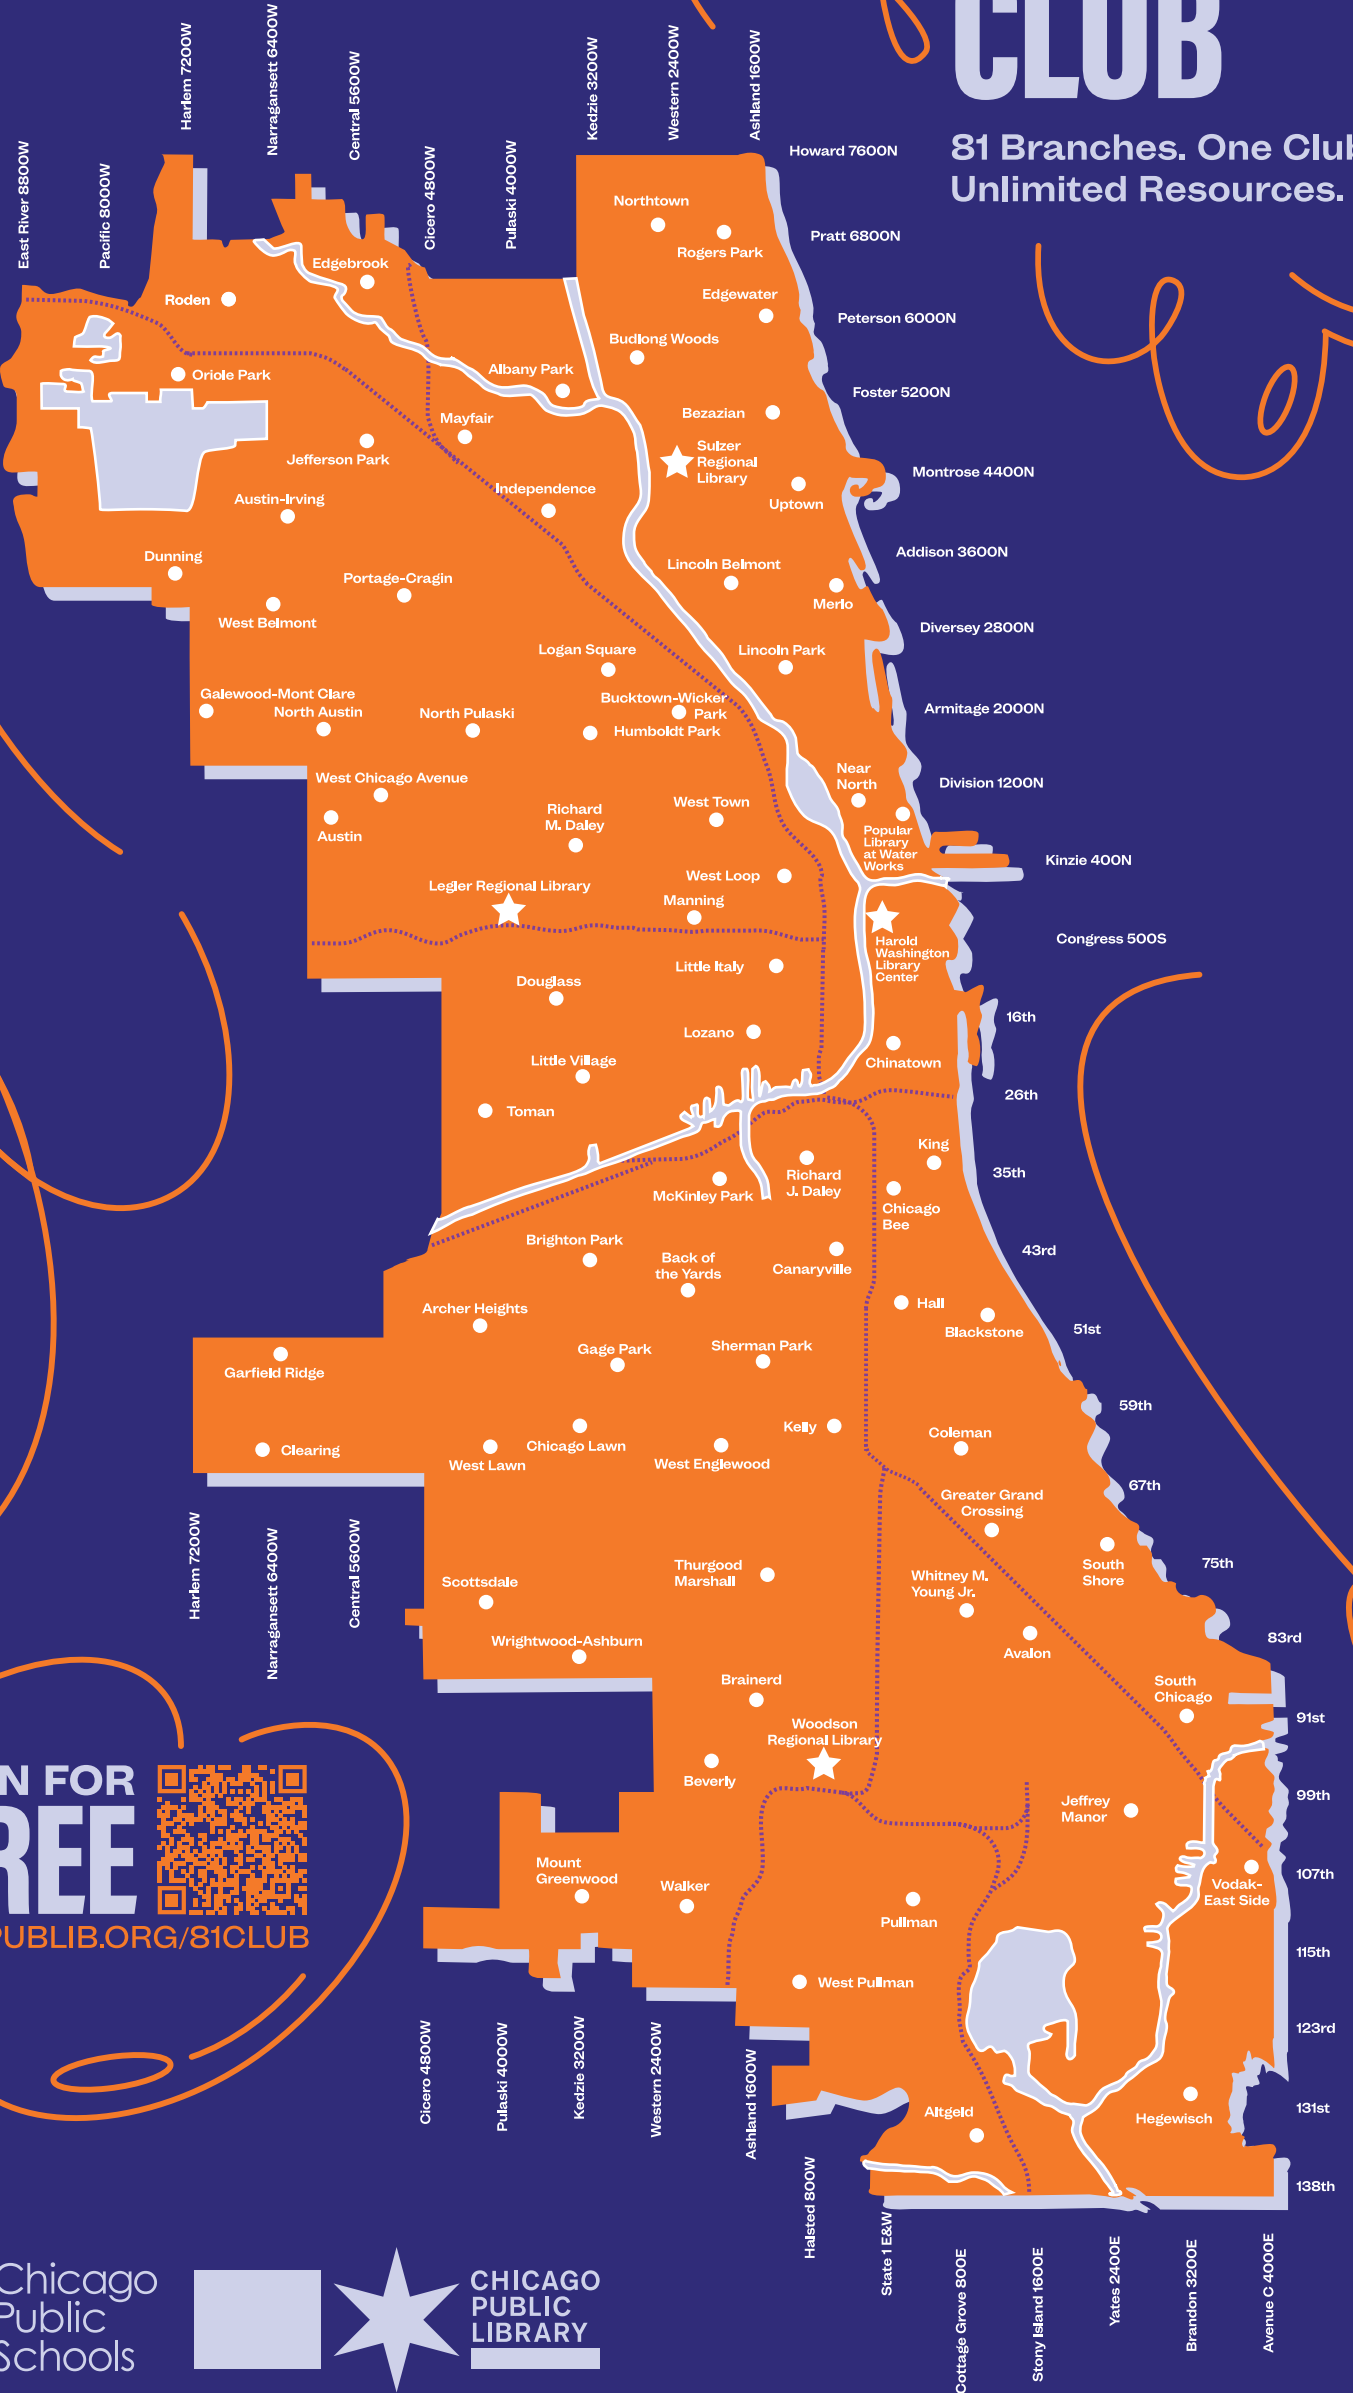 CLUB
81 Branches. One Club
Unlimited Resources.
East River 8800W
Pacific 8000W
Harlem 7200W
Narragansett 6400W
Central 5600W
Cicero 4800W
Pulaski 4000W
Kedzie 3200W
Western 2400W
Ashland 1600W
Howard 7600N
Pratt 6800N
Peterson 6000N
Foster 5200N
Montrose 4400N
Addison 3600N
Diversey 2800N
Armitage 2000N
Division 1200N
Kinzie 400N
Congress 500S
16th
26th
35th
43rd
51st
59th
67th
75th
83rd
91st
99th
107th
115th
123rd
131st
138th
Northtown
Rogers Park
Edgebrook
Edgewater
Roden
Budlong Woods
Oriole Park
Albany Park
Bezazian
Mayfair
Jefferson Park
Sulzer
Regional
Library
Independence
Uptown
Austin-Irving
Dunning
Lincoln Belmont
Portage-Cragin
Merlo
West Belmont
Logan Square
Lincoln Park
Galewood-Mont Clare
Bucktown-Wicker
Park
North Austin
North Pulaski
Humboldt Park
Near
North
West Chicago Avenue
West Town
Richard
M. Daley
Austin
Popular
Library
at Water
Works
West Loop
Legler Regional Library
Manning
Harold
Washington
Library
Center
Little Italy
Douglass
Lozano
Little Village
Chinatown
Toman
King
Richard
J. Daley
McKinley Park
Chicago
Bee
Brighton Park
Back of
the Yards
Canaryville
Archer Heights
Hall
Blackstone
Gage Park
Sherman Park
Garfield Ridge
Kelly
Coleman
Clearing
Chicago Lawn
West Lawn
West Englewood
Greater Grand
Crossing
Thurgood
Marshall
South
Shore
Whitney M.
Young Jr.
Scottsdale
Wrightwood-Ashburn
Avalon
Brainerd
South
Chicago
Woodson
Regional Library
Beverly
Jeffrey
Manor
Mount
Greenwood
Walker
Vodak-
East Side
Pullman
West Pullman
Altgeld
Hegewisch
Harlem 7200W
Narragansett 6400W
Central 5600W
Cicero 4800W
Pulaski 4000W
Kedzie 3200W
Western 2400W
Ashland 1600W
Halsted 800W
State 1 E&W
Cottage Grove 800E
Stony Island 1600E
Yates 2400E
Brandon 3200E
Avenue C 4000E
N FOR
REE
PUBLIB.ORG/81CLUB
Chicago
Public
Schools
CHICAGO
PUBLIC
LIBRARY